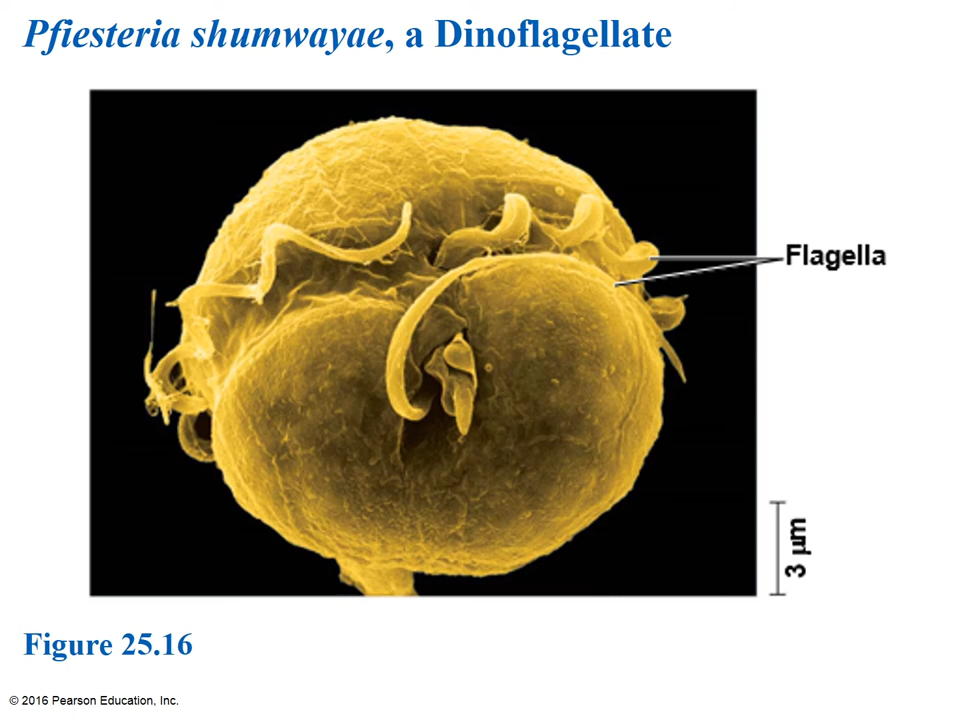 Pfiesteria shumwayae, a Dinoflagellate
Flagella
3 µm
Figure 25.16
© 2016 Pearson Education, Inc.